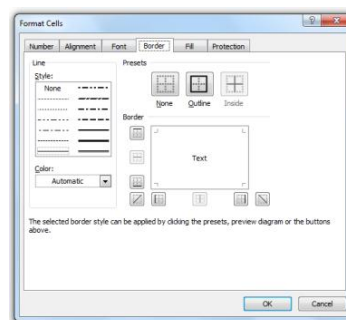 Format Cells
Number Alignment Font Border Fill Protection
Line
Style:
None
Color:
Automatic
Presets
None Outline Inside
Border
Text
The selected border style can be applied by clicking the presets, preview diagram or the buttons
above.
OK Cancel